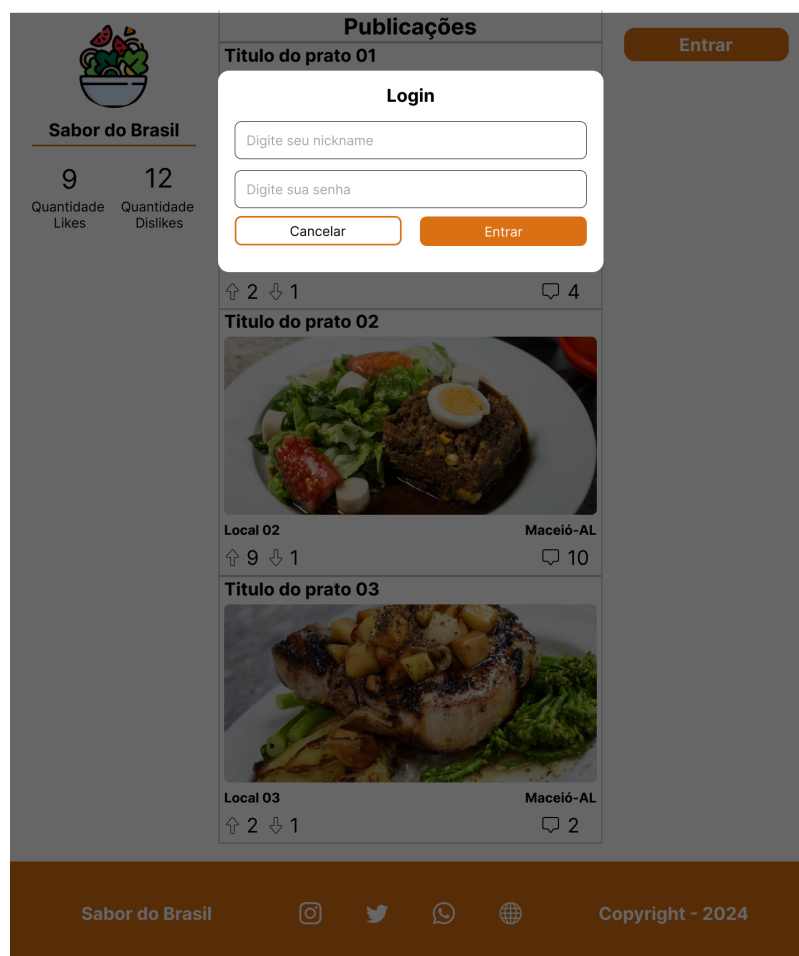 Publicações
Entrar
Titulo do prato 01
Login
Digite seu nickname
Digite sua senha
Cancelar
Entrar
Sabor do Brasil
9 12
Quantidade Likes
Quantidade Dislikes
2 1 4
Titulo do prato 02
Local 02 Maceió-AL
9 1 10
Titulo do prato 03
Local 03 Maceió-AL
2 1 2
Sabor do Brasil Copyright - 2024